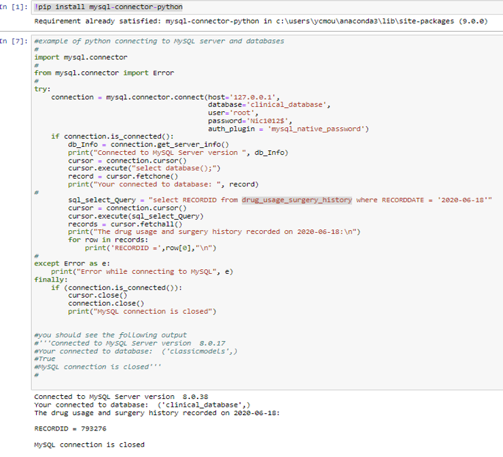 In [1]: !pip install mysql-connector-python
Requirement already satisfied: mysql-connector-python in c:\users\ycmou\anaconda3\lib\site-packages (9.0.0)
In [7]: #example of python connecting to MySQL server and databases
#
import mysql.connector
#
from mysql.connector import Error
#
try:
    connection = mysql.connector.connect(host='127.0.0.1',
                                         database='clinical_database',
                                         user='root',
                                         password='Nic1012$',
                                         auth_plugin = 'mysql_native_password')
    if connection.is_connected():
        db_Info = connection.get_server_info()
        print("Connected to MySQL Server version ", db_Info)
        cursor = connection.cursor()
        cursor.execute("select database();")
        record = cursor.fetchone()
        print("Your connected to database: ", record)
#
        sql_select_Query = "select RECORDID from drug_usage_surgery_history where RECORDDATE = '2020-06-18'"
        cursor = connection.cursor()
        cursor.execute(sql_select_Query)
        records = cursor.fetchall()
        print("The drug usage and surgery history recorded on 2020-06-18:\n")
        for row in records:
            print('RECORDID =',row[0],"\n")
#
except Error as e:
    print("Error while connecting to MySQL", e)
finally:
    if (connection.is_connected()):
        cursor.close()
        connection.close()
        print("MySQL connection is closed")
#you should see the following output
#'''Connected to MySQL Server version  8.0.17
#Your connected to database:  ('classicmodels',)
#True
#MySQL connection is closed'''
#
Connected to MySQL Server version  8.0.38
Your connected to database:  ('clinical_database',)
The drug usage and surgery history recorded on 2020-06-18:
RECORDID = 793276
MySQL connection is closed